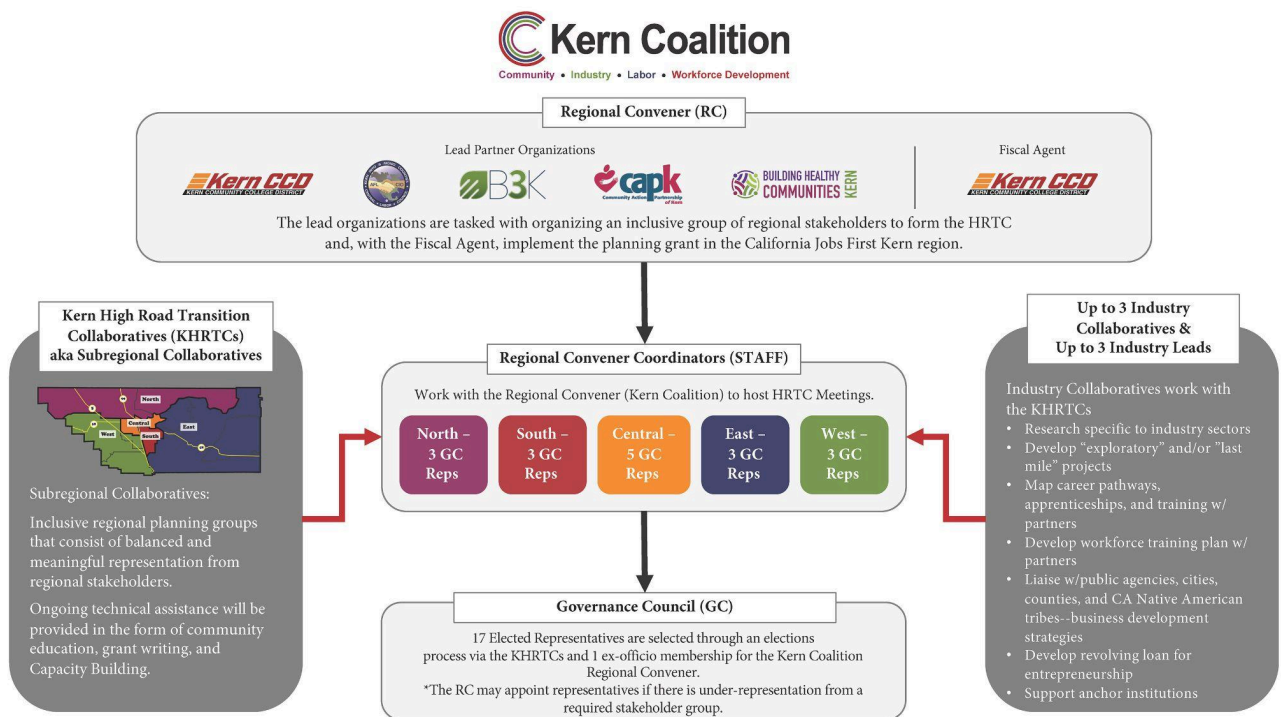 Kern Coalition
Community • Industry • Labor • Workforce Development
Regional Convener (RC)
Lead Partner Organizations
Fiscal Agent
Kern CCD
KERN COMMUNITY COLLEGE DISTRICT
AFL CIO
B3K
capk
Community Action Partnership
of Kern
BUILDING HEALTHY
COMMUNITIES
KERN
Kern CCD
KERN COMMUNITY COLLEGE DISTRICT
The lead organizations are tasked with organizing an inclusive group of regional stakeholders to form the HRTC
and, with the Fiscal Agent, implement the planning grant in the California Jobs First Kern region.
Kern High Road Transition
Collaboratives (KHRTCs)
aka Subregional Collaboratives
North
Central
West
South
East
Subregional Collaboratives:
Inclusive regional planning groups
that consist of balanced and
meaningful representation from
regional stakeholders.
Ongoing technical assistance will be
provided in the form of community
education, grant writing, and
Capacity Building.
Regional Convener Coordinators (STAFF)
Work with the Regional Convener (Kern Coalition) to host HRTC Meetings.
North –
3 GC
Reps
South –
3 GC
Reps
Central –
5 GC
Reps
East –
3 GC
Reps
West –
3 GC
Reps
Governance Council (GC)
17 Elected Representatives are selected through an elections
process via the KHRTCs and 1 ex-officio membership for the Kern Coalition
Regional Convener.
*The RC may appoint representatives if there is under-representation from a
required stakeholder group.
Up to 3 Industry
Collaboratives &
Up to 3 Industry Leads
Industry Collaboratives work with
the KHRTCs
• Research specific to industry sectors
• Develop “exploratory” and/or ”last
mile” projects
• Map career pathways,
apprenticeships, and training w/
partners
• Develop workforce training plan w/
partners
• Liaise w/public agencies, cities,
counties, and CA Native American
tribes--business development
strategies
• Develop revolving loan for
entrepreneurship
• Support anchor institutions